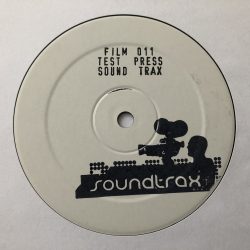 FILM 011
TEST PRESS
SOUND TRAX
soundtrax